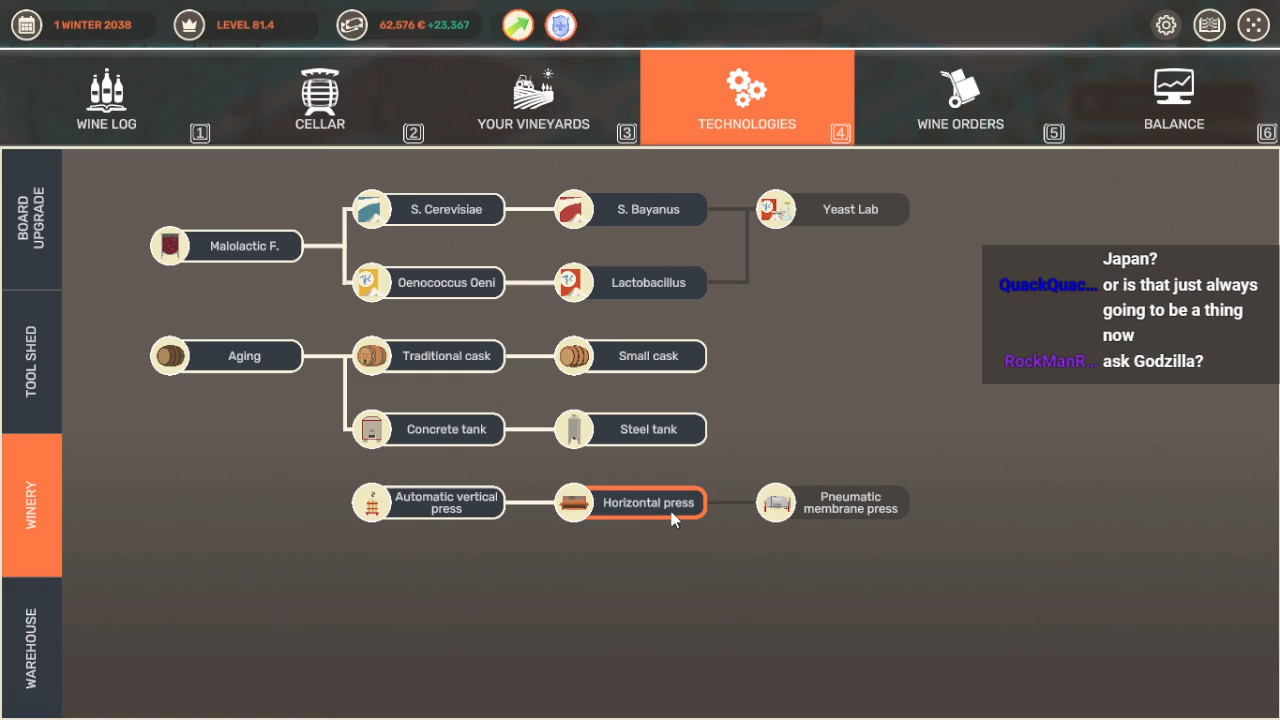 1 WINTER 2038
LEVEL 81.4
62,576 € +23,367
WINE LOG
1
CELLAR
2
YOUR VINEYARDS
3
TECHNOLOGIES
4
WINE ORDERS
5
BALANCE
6
BOARD
UPGRADE
TOOL SHED
WINERY
WAREHOUSE
S. Cerevisiae
S. Bayanus
Yeast Lab
Malolactic F.
Oenococcus Oeni
Lactobacillus
Aging
Traditional cask
Small cask
Concrete tank
Steel tank
Automatic vertical
press
Horizontal press
Pneumatic
membrane press
Japan?
QuackQuac... or is that just always
going to be a thing
now
RockManR... ask Godzilla?